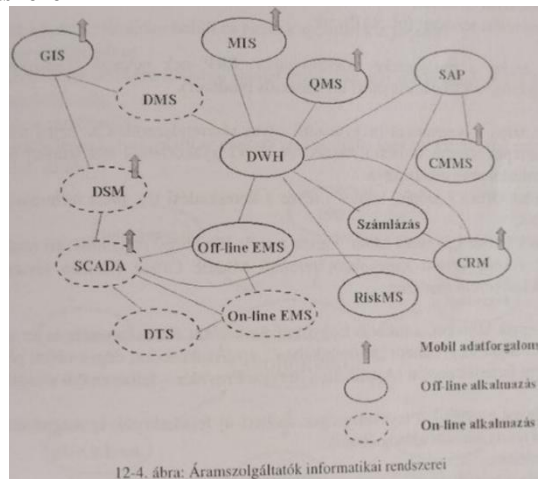 GIS
MIS
QMS
SAP
DMS
DWH
CMMS
DSM
Off-line EMS
Számlázás
CRM
SCADA
On-line EMS
RiskMS
DTS
Mobil adatforgalom
Off-line alkalmazás
On-line alkalmazás
12-4. ábra: Áramszolgáltatók informatikai rendszerei